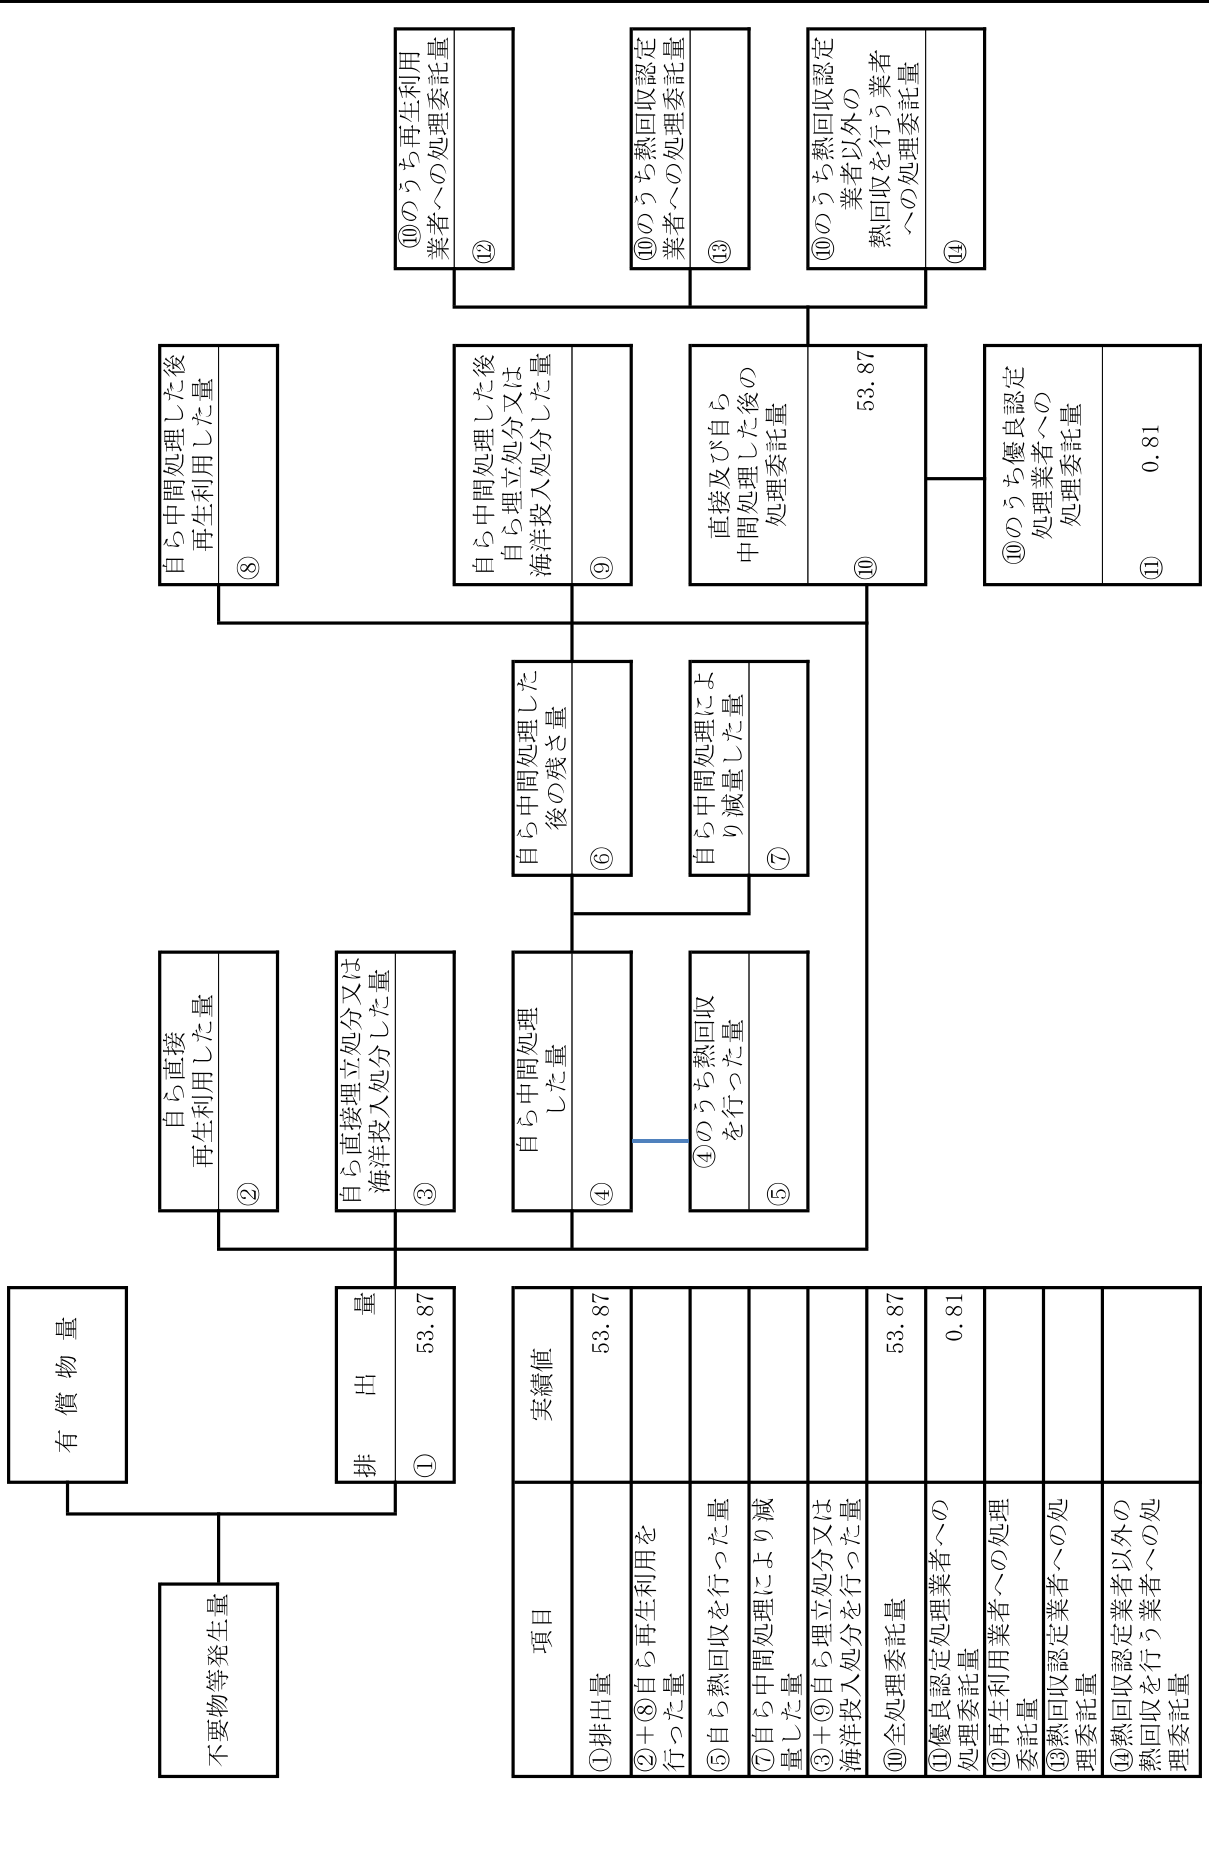 有 償 物 量
不要物等発生量
排 出 量
① 53.87
自ら直接
再生利用した量
②
自ら直接埋立処分又は
海洋投入処分した量
③
自ら中間処理
した量
④
④のうち熱回収
を行った量
⑤
自ら中間処理した
後の残さ量
⑥
自ら中間処理によ
り減量した量
⑦
自ら中間処理した後
再生利用した量
⑧
自ら中間処理した後
自ら埋立処分又は
海洋投入処分した量
⑨
直接及び自ら
中間処理した後の
処理委託量
⑩ 53.87
⑩のうち優良認定
処理業者への
処理委託量
⑪ 0.81
⑩のうち再生利用
業者への処理委託量
⑫
⑩のうち熱回収認定
業者への処理委託量
⑬
⑩のうち熱回収認定
業者以外の
熱回収を行う業者
への処理委託量
⑭
項目 実績値
①排出量 53.87
②＋⑧自ら再生利用を
行った量
⑤自ら熱回収を行った量
⑦自ら中間処理により減
量した量
③＋⑨自ら埋立処分又は
海洋投入処分を行った量
⑩全処理委託量 53.87
⑪優良認定処理業者への
処理委託量 0.81
⑫再生利用業者への処理
委託量
⑬熱回収認定業者への処
理委託量
⑭熱回収認定業者以外の
熱回収を行う業者への処
理委託量